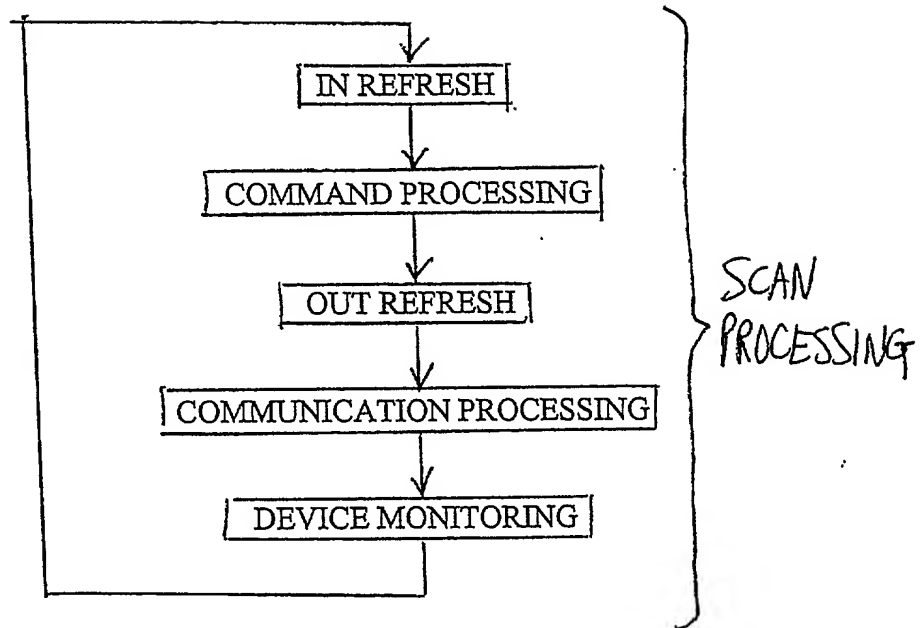 IN REFRESH
COMMAND PROCESSING
OUT REFRESH
COMMUNICATION PROCESSING
DEVICE MONITORING
SCAN
PROCESSING